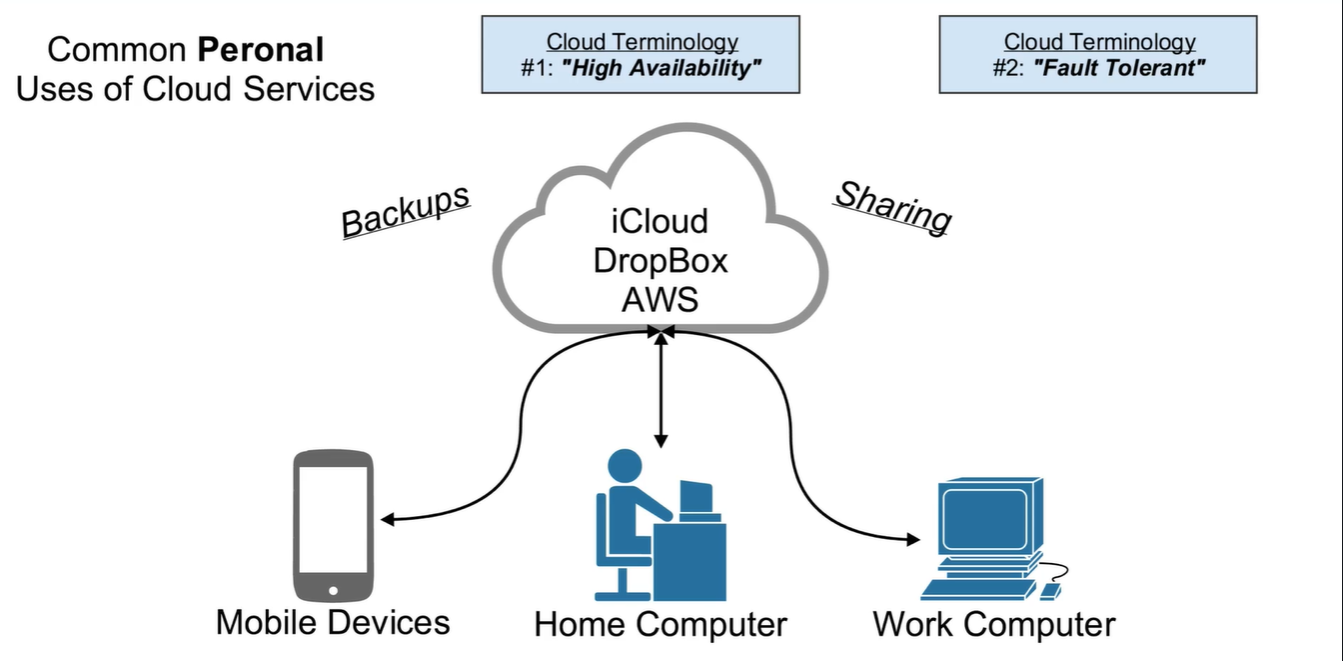 Common Peronal
Uses of Cloud Services
Cloud Terminology
#1: "High Availability"
Cloud Terminology
#2: "Fault Tolerant"
Backups
Sharing
iCloud
DropBox
AWS
Mobile Devices
Home Computer
Work Computer